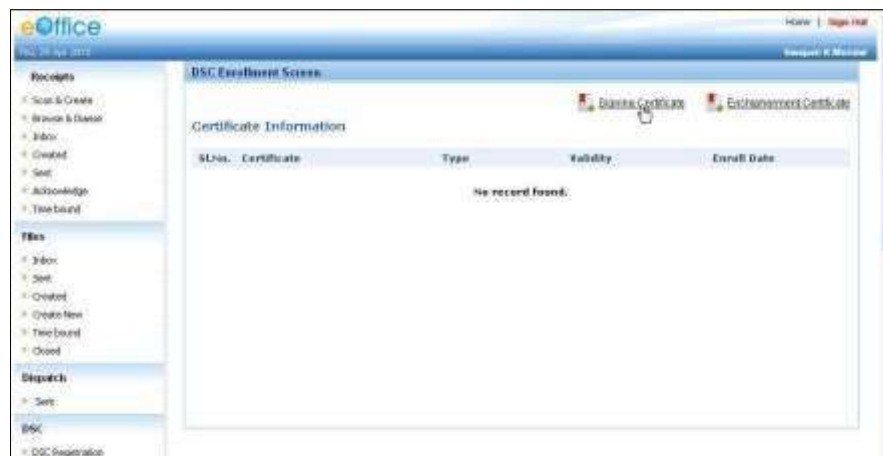 eOffice
Home | Sign Out
Receipts
Scan & Create
Browse & Diarise
Inbox
Created
Sent
Acknowledge
Time bound
Files
Inbox
Sent
Created
Create New
Time bound
Closed
Dispatch
Sent
DSC
DSC Registration
DSC Enrollment Screen
Certificate
Certificate
Certificate Information
Sl.No. Certificate Type Validity Enroll Date
No record found.